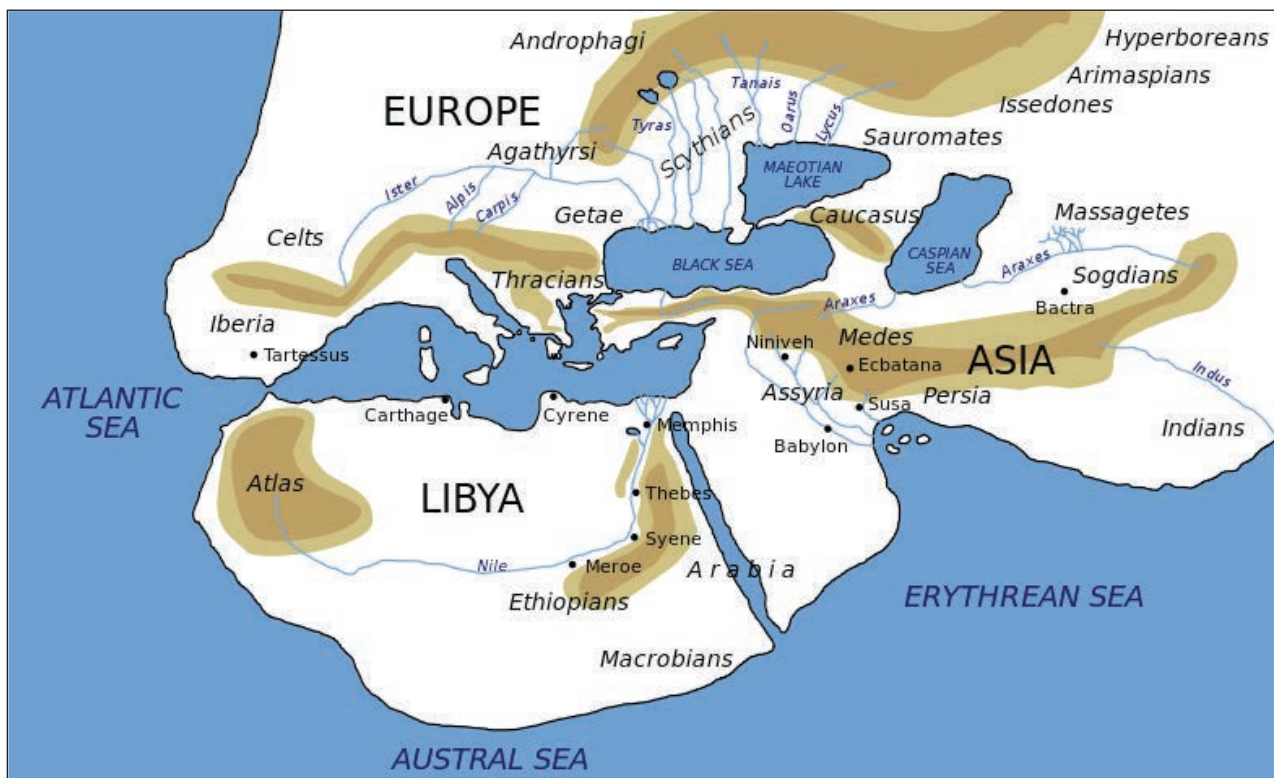 Androphagi
Hyperboreans
Arimaspians
Issedones
EUROPE
Tanais
Oarus
Lycus
Tyras
Scythians
Sauromates
Agathyrsi
MAEOTIAN
LAKE
Ister
Alpis
Carpis
Getae
Caucasus
Massagetes
Celts
Thracians
BLACK SEA
CASPIAN
SEA
Araxes
Sogdians
Bactra
Araxes
Iberia
Tartessus
Niniveh
Medes
Ecbatana
ASIA
Indus
ATLANTIC
SEA
Carthage
Cyrene
Memphis
Assyria
Susa
Persia
Babylon
Indians
Atlas
LIBYA
Thebes
Syene
Nile
Meroe
Arabia
Ethiopians
ERYTHREAN SEA
Macrobians
AUSTRAL SEA